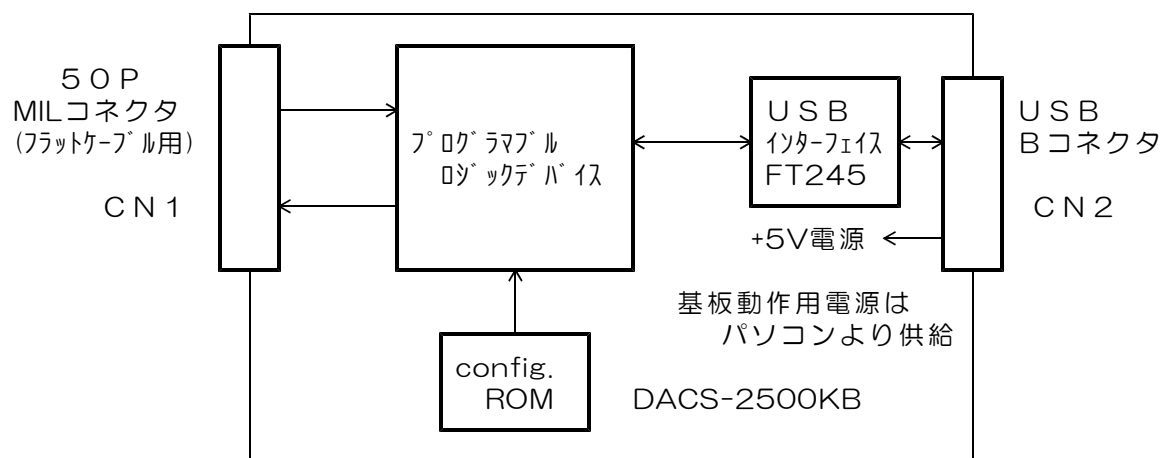 ５０Ｐ
MILコネクタ
(ﾌﾗｯﾄｹｰﾌﾞﾙ用)
ＣＮ１
ﾌﾟﾛｸﾞﾗﾏﾌﾞﾙ
ﾛｼﾞｯｸﾃﾞﾊﾞｲｽ
ＵＳＢ
ｲﾝﾀｰﾌｪｲｽ
FT245
ＵＳＢ
Ｂコネクタ
ＣＮ２
+5V電源
基板動作用電源は
パソコンより供給
config.
ROM
DACS-2500KB